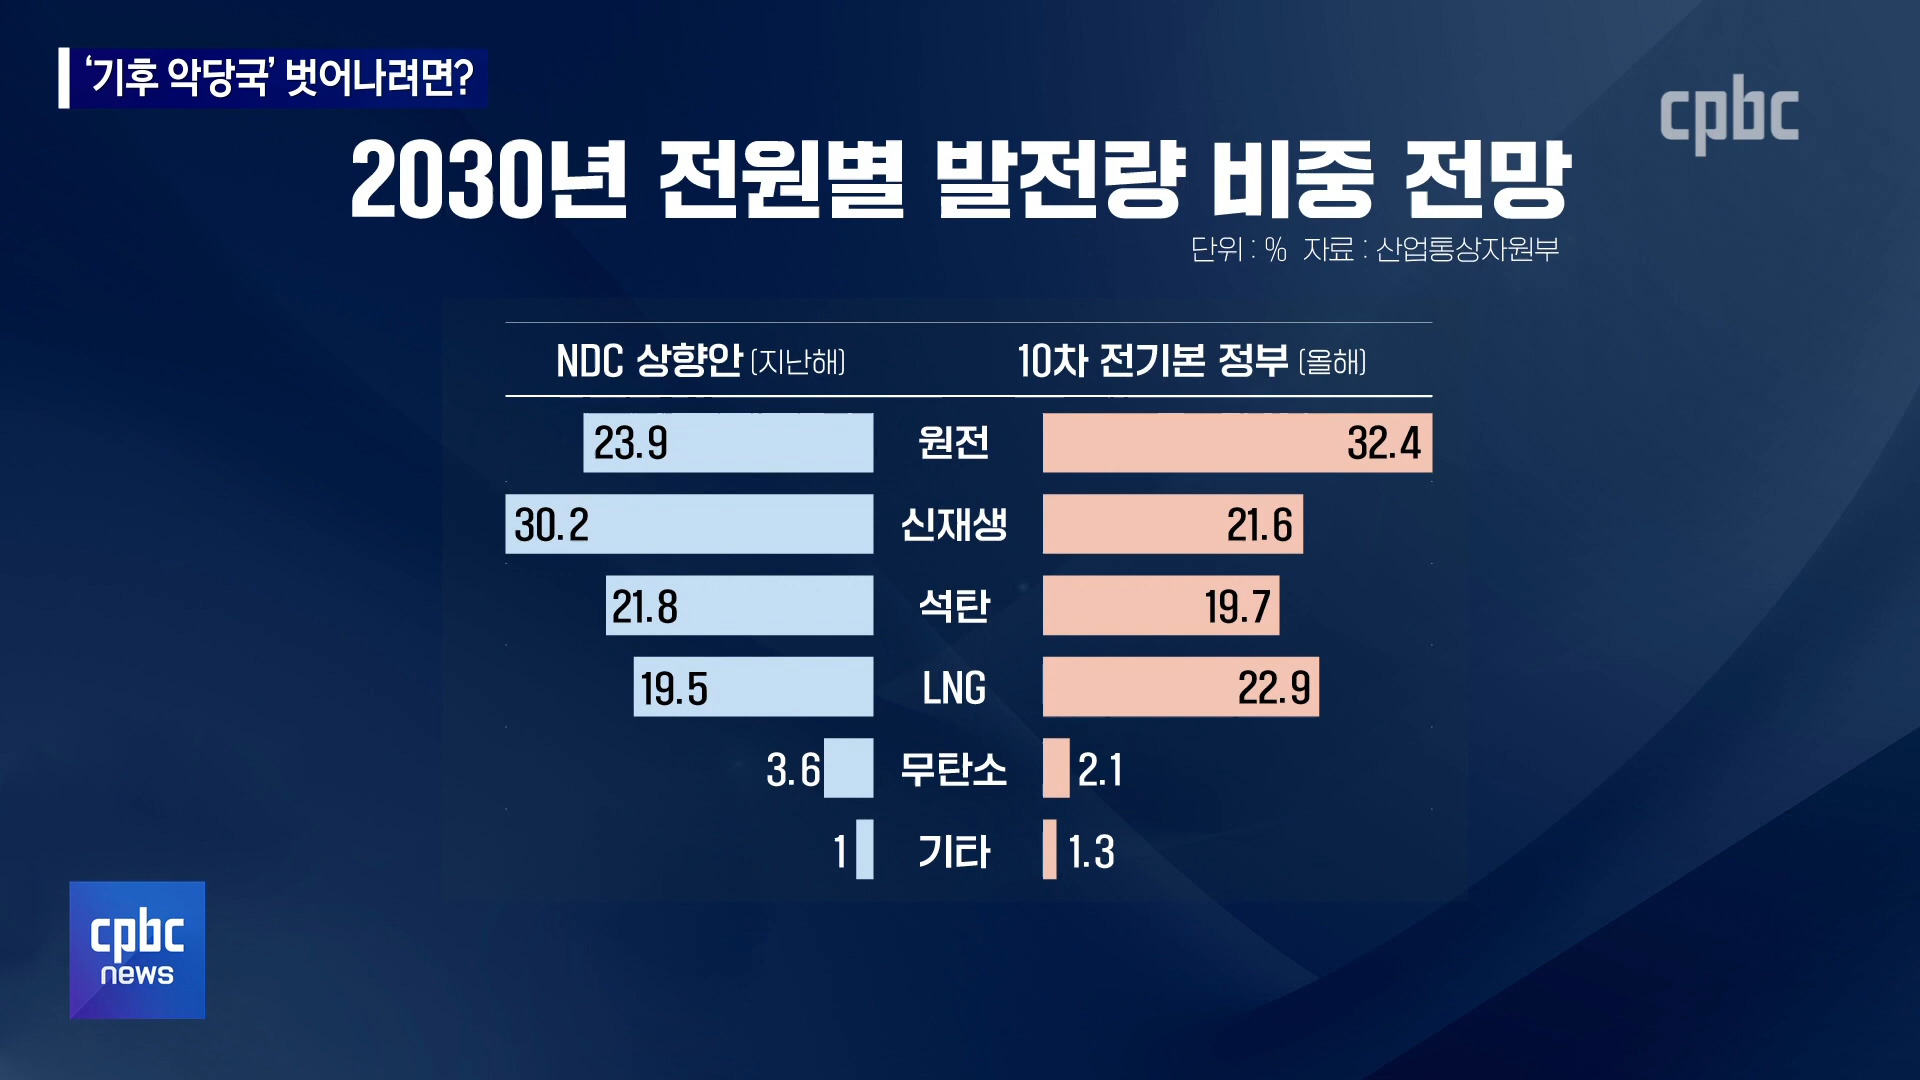 ‘기후 악당국’ 벗어나려면?
cpbc
2030년 전원별 발전량 비중 전망
단위 : % 자료 : 산업통상자원부
NDC 상향안 (지난해) 10차 전기본 정부 (올해)
23.9 원전 32.4
30.2 신재생 21.6
21.8 석탄 19.7
19.5 LNG 22.9
3.6 무탄소 2.1
1 기타 1.3
cpbc
news